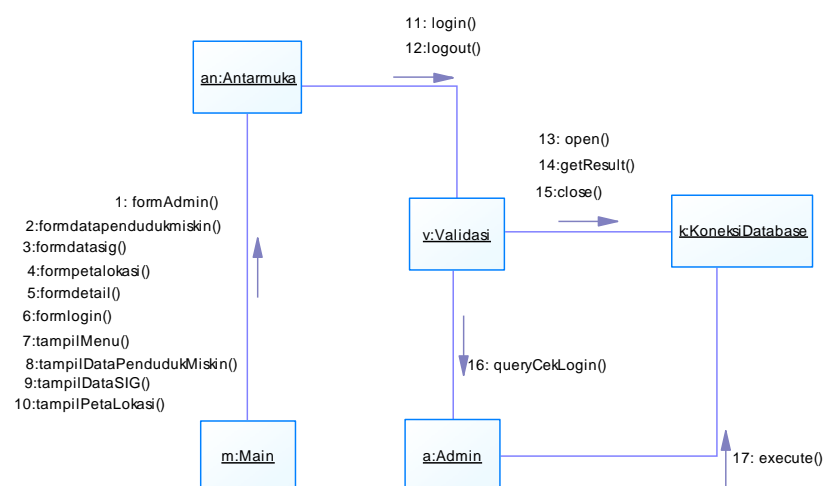 11: login()
12:logout()
an:Antarmuka
13: open()
14:getResult()
15:close()
1: formAdmin()
2:formdatapendudukmiskin()
3:formdatasig()
4:formpetalokasi()
5:formdetail()
6:formlogin()
7:tampilMenu()
8:tampilDataPendudukMiskin()
9:tampilDataSIG()
10:tampilPetaLokasi()
v:Validasi
k:KoneksiDatabase
16: queryCekLogin()
m:Main
a:Admin
17: execute()